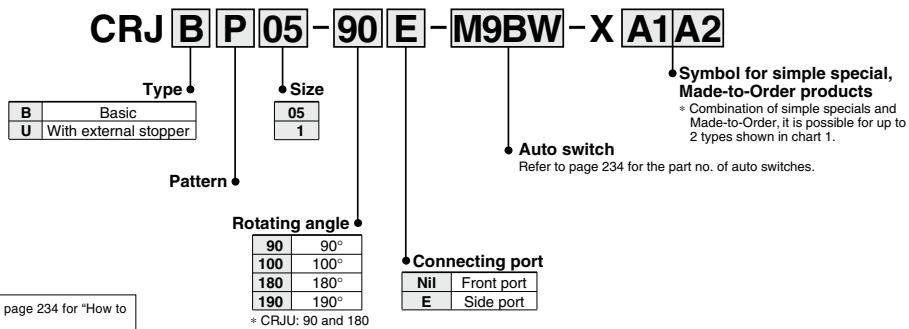 CRJ B P 05-90 E-M9BW-X A1 A2
Type
B Basic
U With external stopper
Size
05
1
Pattern
Rotating angle
90 90°
100 100°
180 180°
190 190°
* CRJU: 90 and 180
Connecting port
Nil Front port
E Side port
Auto switch
Refer to page 234 for the part no. of auto switches.
Symbol for simple special,
Made-to-Order products
* Combination of simple specials and
Made-to-Order, it is possible for up to
2 types shown in chart 1.
page 234 for "How to